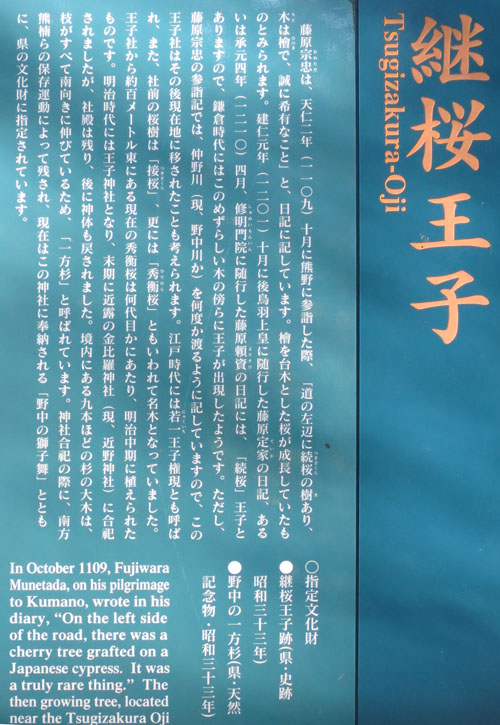 継桜王子
Tsugizakura-Oji
藤原宗忠は、天仁二年（一一〇九）十月に熊野に参詣した際、「道の左辺に続桜の樹あり、
木は檜で、誠に希有なこと」と、日記に記しています。檜を台木とした桜が成長していたも
のとみられます。建仁元年（一二〇一）十月に後鳥羽上皇に随行した藤原定家の日記、ある
いは承元四年（一二一〇）四月、修明門院に随行した藤原頼資の日記には、「続桜」王子と
ありますので、鎌倉時代にはこのめずらしい木の傍らに王子が出現したようです。ただし、
藤原宗忠の参詣記では、仲野川（現、野中川か）を何度か渡るように記していますので、この
王子社はその後現在地に移されたことも考えられます。江戸時代には若一王子権現とも呼ば
れ、また、社前の桜樹は「接桜」、更には「秀衡桜」ともいわれて名木となっていました。
王子社から約百メートル東にある現在の秀衡桜は何代目かにあたり、明治中期に植えられた
ものです。明治時代には王子神社となり、末期に近露の金比羅神社（現、近野神社）に合祀
されましたが、社殿は残り、後に神体も戻されました。境内にある九本ほどの杉の大木は、
枝がすべて南向きに伸びているため、「一方杉」と呼ばれています。神社合祀の際に、南方
熊楠らの保存運動によって残され、現在はこの神社に奉納される「野中の獅子舞」ととも
に、県の文化財に指定されています。
○指定文化財
●継桜王子跡（県・史跡
昭和三十三年）
●野中の一方杉（県・天然
記念物・昭和三十三年）
In October 1109, Fujiwara
Munetada, on his pilgrimage
to Kumano, wrote in his
diary, “On the left side
of the road, there was a
cherry tree grafted on a
Japanese cypress. It was
a truly rare thing.” The
then growing tree, located
near the Tsugizakura Oji